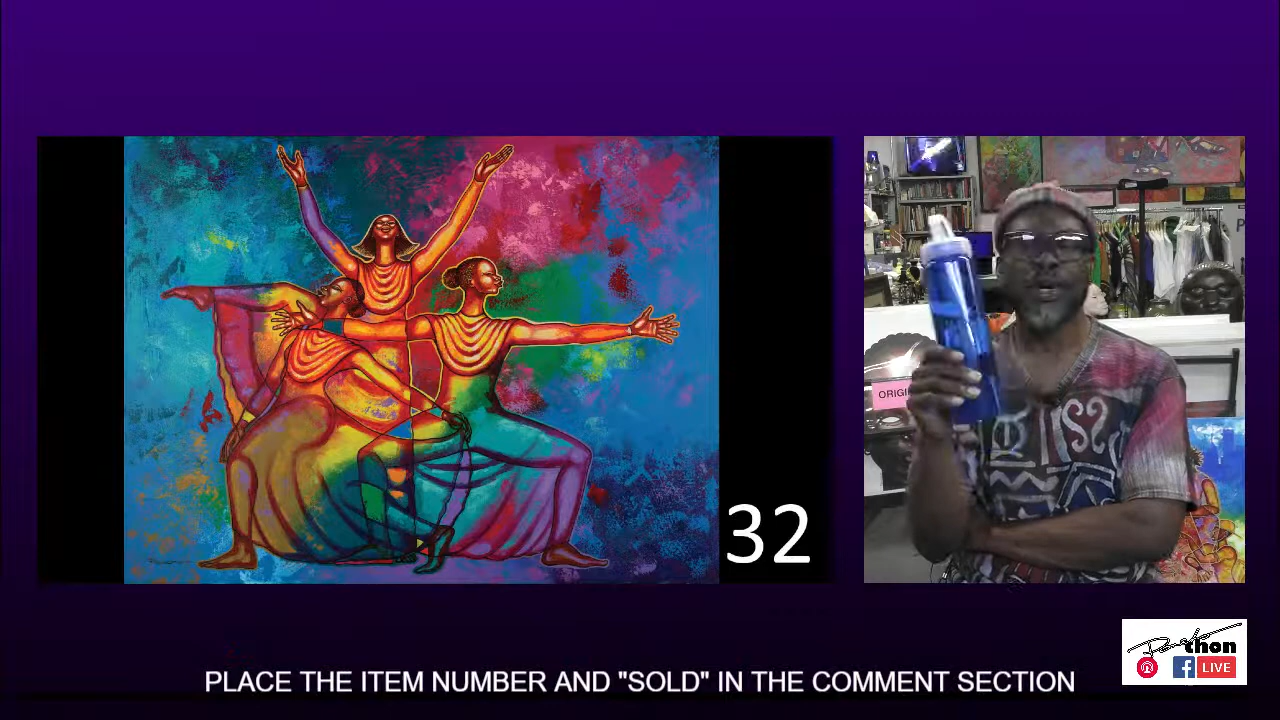 32
ORIGI
thon
LIVE
PLACE THE ITEM NUMBER AND "SOLD" IN THE COMMENT SECTION